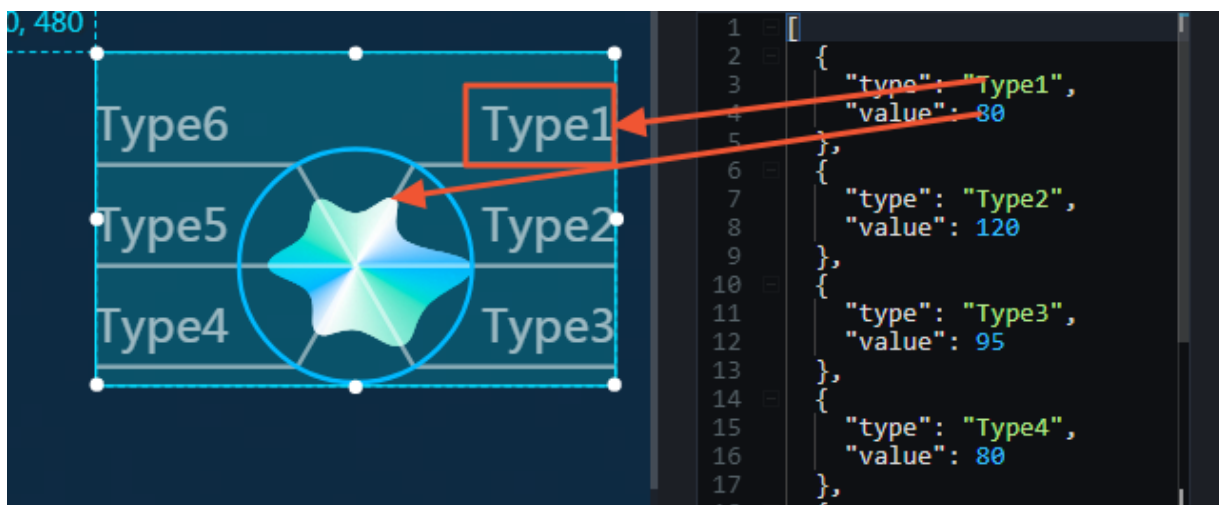 0, 480
Type6
Type1
Type5
Type2
Type4
Type3
1 [
2 {
3 "type": "Type1",
4 "value": 80
5 },
6 {
7 "type": "Type2",
8 "value": 120
9 },
10 {
11 "type": "Type3",
12 "value": 95
13 },
14 {
15 "type": "Type4",
16 "value": 80
17 },